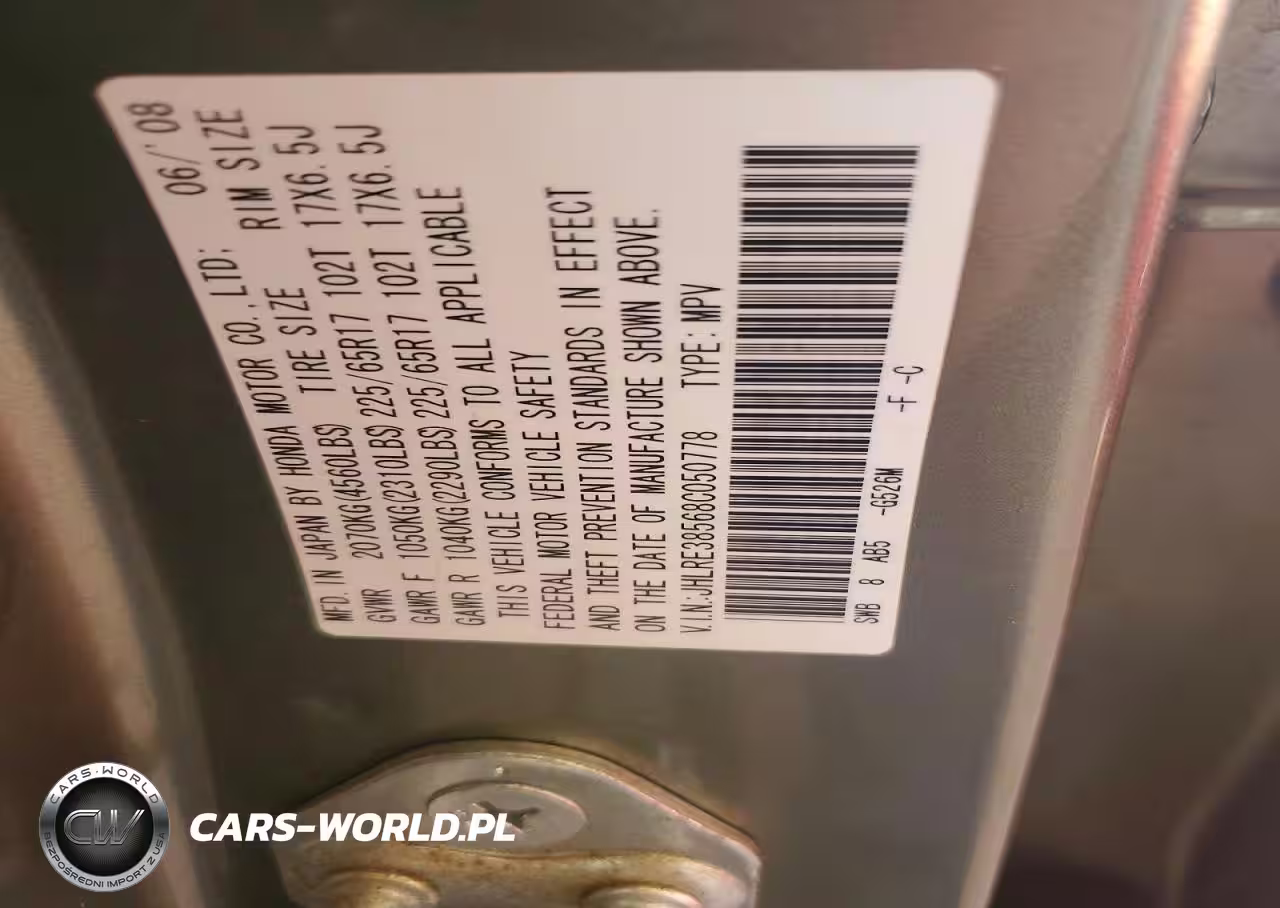 MFD. IN JAPAN BY HONDA MOTOR CO., LTD; 06/'08
GVWR 2070KG(4560LBS) TIRE SIZE RIM SIZE
GAWR F 1050KG(2310LBS) 225/65R17 102T 17X6.5J
GAWR R 1040KG(2290LBS) 225/65R17 102T 17X6.5J
THIS VEHICLE CONFORMS TO ALL APPLICABLE
FEDERAL MOTOR VEHICLE SAFETY
AND THEFT PREVENTION STANDARDS IN EFFECT
ON THE DATE OF MANUFACTURE SHOWN ABOVE.
V.I.N.:JHLRE38568C050778 TYPE: MPV
SWB 8 AB5 -G526M -F -C
CARS-WORLD
CW
BEZPOŚREDNI IMPORT Z USA
CARS-WORLD.PL